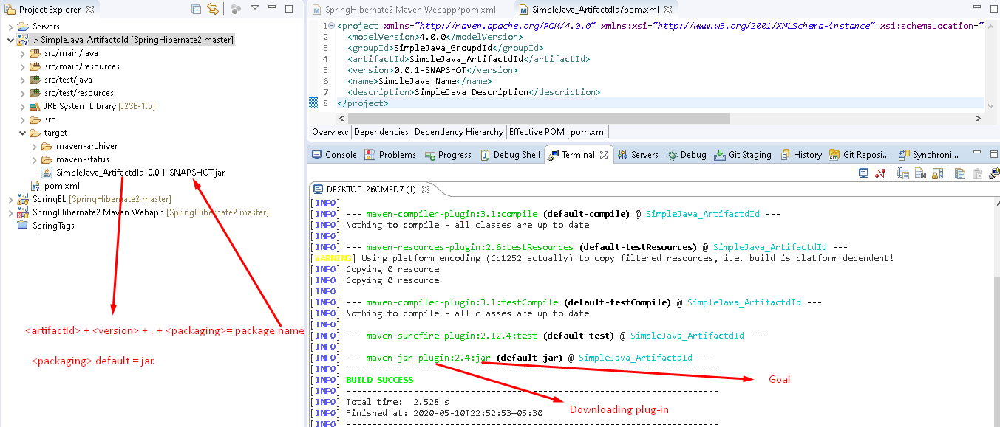 Project Explorer
Servers
> SimpleJava_ArtifactdId [SpringHibernate2 master]
src/main/java
src/main/resources
src/test/java
src/test/resources
JRE System Library [J2SE-1.5]
src
target
maven-archiver
maven-status
SimpleJava_ArtifactdId-0.0.1-SNAPSHOT.jar
pom.xml
SpringEL [SpringHibernate2 master]
SpringHibernate2 Maven Webapp [SpringHibernate2 master]
SpringTags
<artifactId> + <version> + . + <packaging>= package name
<packaging> default = jar.
SpringHibernate2 Maven Webapp/pom.xml SimpleJava_ArtifactdId/pom.xml
1 <project xmlns="http://maven.apache.org/POM/4.0.0" xmlns:xsi="http://www.w3.org/2001/XMLSchema-instance" xsi:schemaLocation=
2 <modelVersion>4.0.0</modelVersion>
3 <groupId>SimpleJava_GroupdId</groupId>
4 <artifactId>SimpleJava_ArtifactdId</artifactId>
5 <version>0.0.1-SNAPSHOT</version>
6 <name>SimpleJava_Name</name>
7 <description>SimpleJava_Description</description>
8 </project>
Overview Dependencies Dependency Hierarchy Effective POM pom.xml
Console Problems Progress Debug Shell Terminal Servers Debug Git Staging History Git Reposi... Synchroni...
DESKTOP-26CMED7 (1)
[INFO]
[INFO] --- maven-compiler-plugin:3.1:compile (default-compile) @ SimpleJava_ArtifactdId ---
[INFO] Nothing to compile - all classes are up to date
[INFO]
[INFO] --- maven-resources-plugin:2.6:testResources (default-testResources) @ SimpleJava_ArtifactdId ---
[WARNING] Using platform encoding (Cp1252 actually) to copy filtered resources, i.e. build is platform dependent!
[INFO] Copying 0 resource
[INFO] Copying 0 resource
[INFO]
[INFO] --- maven-compiler-plugin:3.1:testCompile (default-testCompile) @ SimpleJava_ArtifactdId ---
[INFO] Nothing to compile - all classes are up to date
[INFO]
[INFO] --- maven-surefire-plugin:2.12.4:test (default-test) @ SimpleJava_ArtifactdId ---
[INFO]
[INFO] --- maven-jar-plugin:2.4:jar (default-jar) @ SimpleJava_ArtifactdId ---
[INFO] ------------------------------------------------------------------------
[INFO] BUILD SUCCESS
[INFO] ------------------------------------------------------------------------
[INFO] Total time:  2.528 s
[INFO] Finished at: 2020-05-10T22:52:53+05:30
[INFO] ------------------------------------------------------------------------
Goal
Downloading plug-in